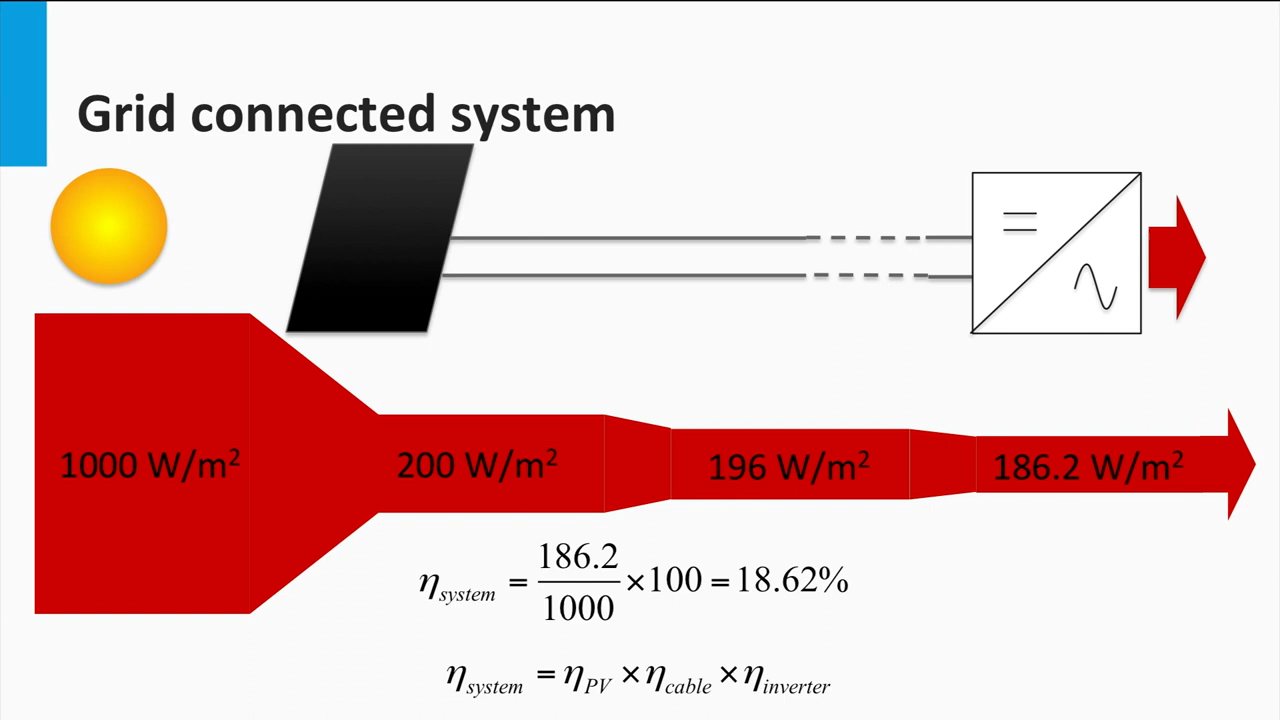 Grid connected system
1000 W/m²
200 W/m²
196 W/m²
186.2 W/m²
η_system = 186.2/1000 ×100 = 18.62%
η_system = η_PV × η_cable × η_inverter